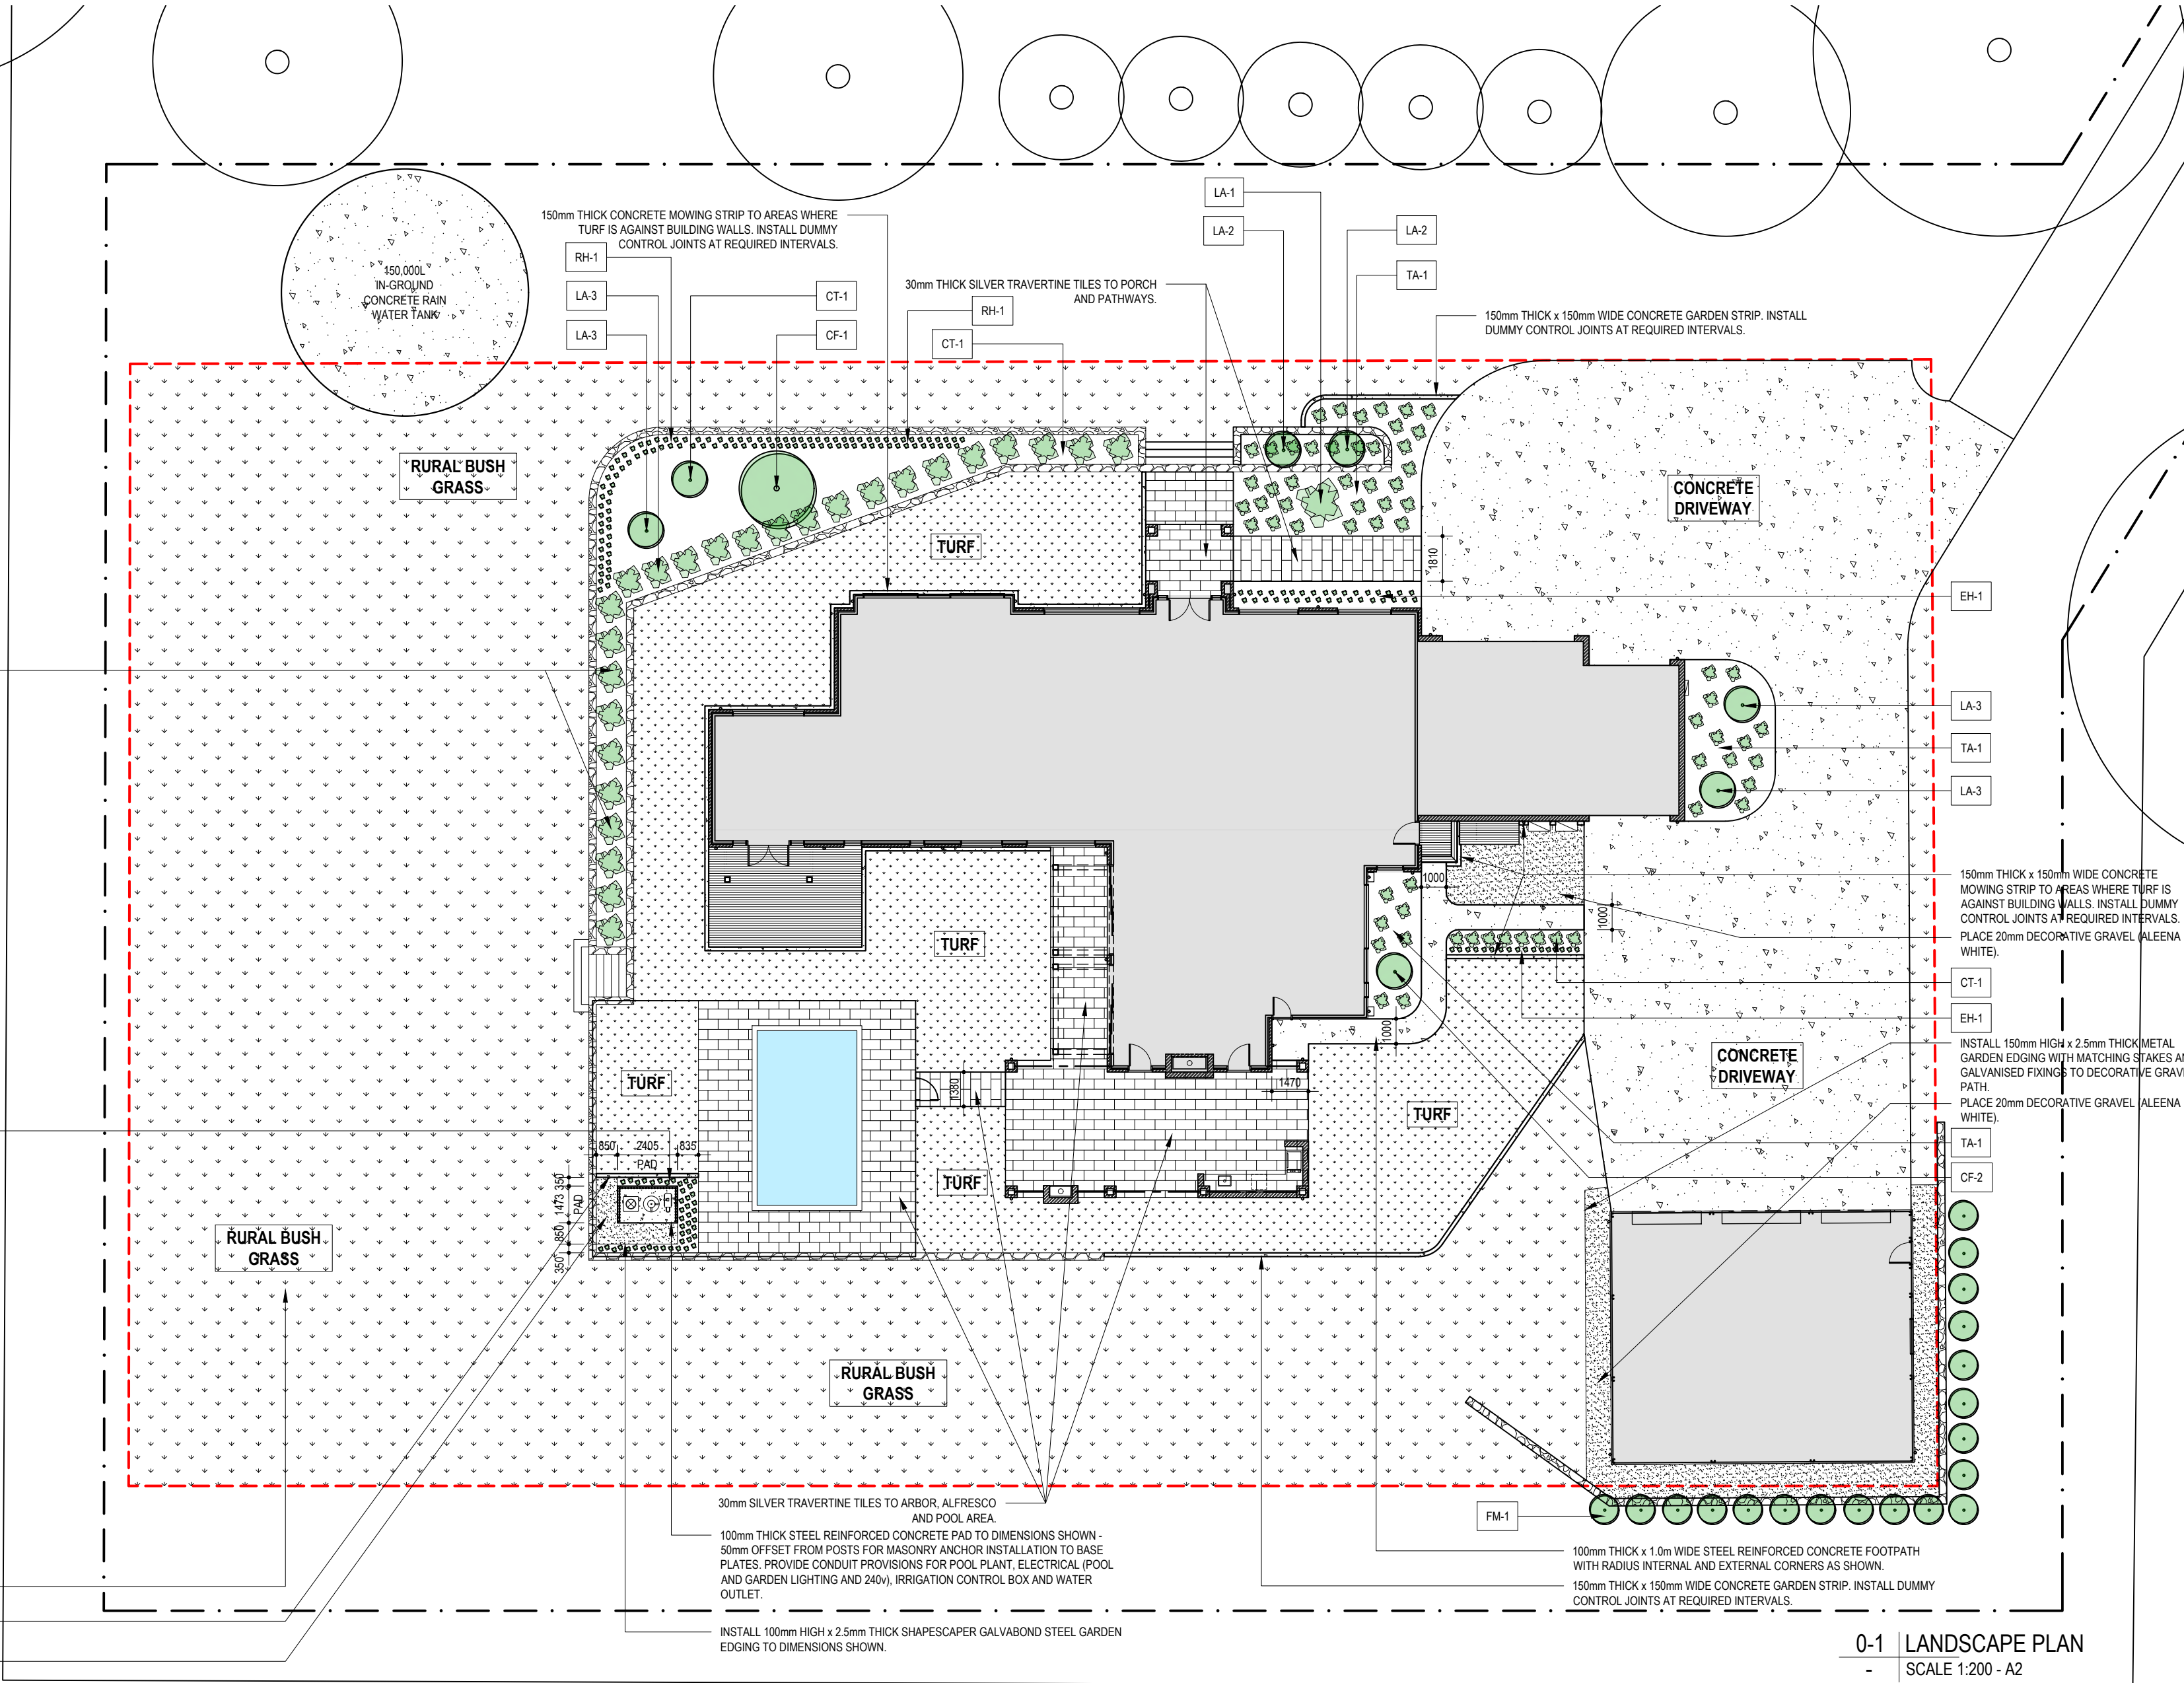 150mm THICK CONCRETE MOWING STRIP TO AREAS WHERE
TURF IS AGAINST BUILDING WALLS. INSTALL DUMMY
CONTROL JOINTS AT REQUIRED INTERVALS.
LA-1
LA-2
LA-2
RH-1
TA-1
150,000L
IN-GROUND
CONCRETE RAIN
WATER TANK
LA-3
CT-1
30mm THICK SILVER TRAVERTINE TILES TO PORCH
AND PATHWAYS.
RH-1
LA-3
CF-1
CT-1
150mm THICK x 150mm WIDE CONCRETE GARDEN STRIP. INSTALL
DUMMY CONTROL JOINTS AT REQUIRED INTERVALS.
RURAL BUSH
GRASS
CONCRETE
DRIVEWAY
TURF
1810
EH-1
LA-3
TA-1
LA-3
1000
1000
150mm THICK x 150mm WIDE CONCRETE
MOWING STRIP TO AREAS WHERE TURF IS
AGAINST BUILDING WALLS. INSTALL DUMMY
CONTROL JOINTS AT REQUIRED INTERVALS.
PLACE 20mm DECORATIVE GRAVEL (ALEENA
WHITE).
TURF
CT-1
EH-1
1000
INSTALL 150mm HIGH x 2.5mm THICK METAL
GARDEN EDGING WITH MATCHING STAKES
GALVANISED FIXINGS TO DECORATIVE
PATH.
PLACE 20mm DECORATIVE GRAVEL (ALEENA
WHITE).
CONCRETE
DRIVEWAY
TURF
1380
1470
TURF
TA-1
850
2405
835
PAD
TURF
CF-2
350
1473
PAD
850
350
RURAL BUSH
GRASS
RURAL BUSH
GRASS
30mm SILVER TRAVERTINE TILES TO ARBOR, ALFRESCO
AND POOL AREA.
FM-1
100mm THICK STEEL REINFORCED CONCRETE PAD TO DIMENSIONS SHOWN -
50mm OFFSET FROM POSTS FOR MASONRY ANCHOR INSTALLATION TO BASE
PLATES. PROVIDE CONDUIT PROVISIONS FOR POOL PLANT, ELECTRICAL (POOL
AND GARDEN LIGHTING AND 240v), IRRIGATION CONTROL BOX AND WATER
OUTLET.
100mm THICK x 1.0m WIDE STEEL REINFORCED CONCRETE FOOTPATH
WITH RADIUS INTERNAL AND EXTERNAL CORNERS AS SHOWN.
150mm THICK x 150mm WIDE CONCRETE GARDEN STRIP. INSTALL DUMMY
CONTROL JOINTS AT REQUIRED INTERVALS.
INSTALL 100mm HIGH x 2.5mm THICK SHAPESCAPER GALVABOND STEEL GARDEN
EDGING TO DIMENSIONS SHOWN.
0-1 LANDSCAPE PLAN
- SCALE 1:200 - A2